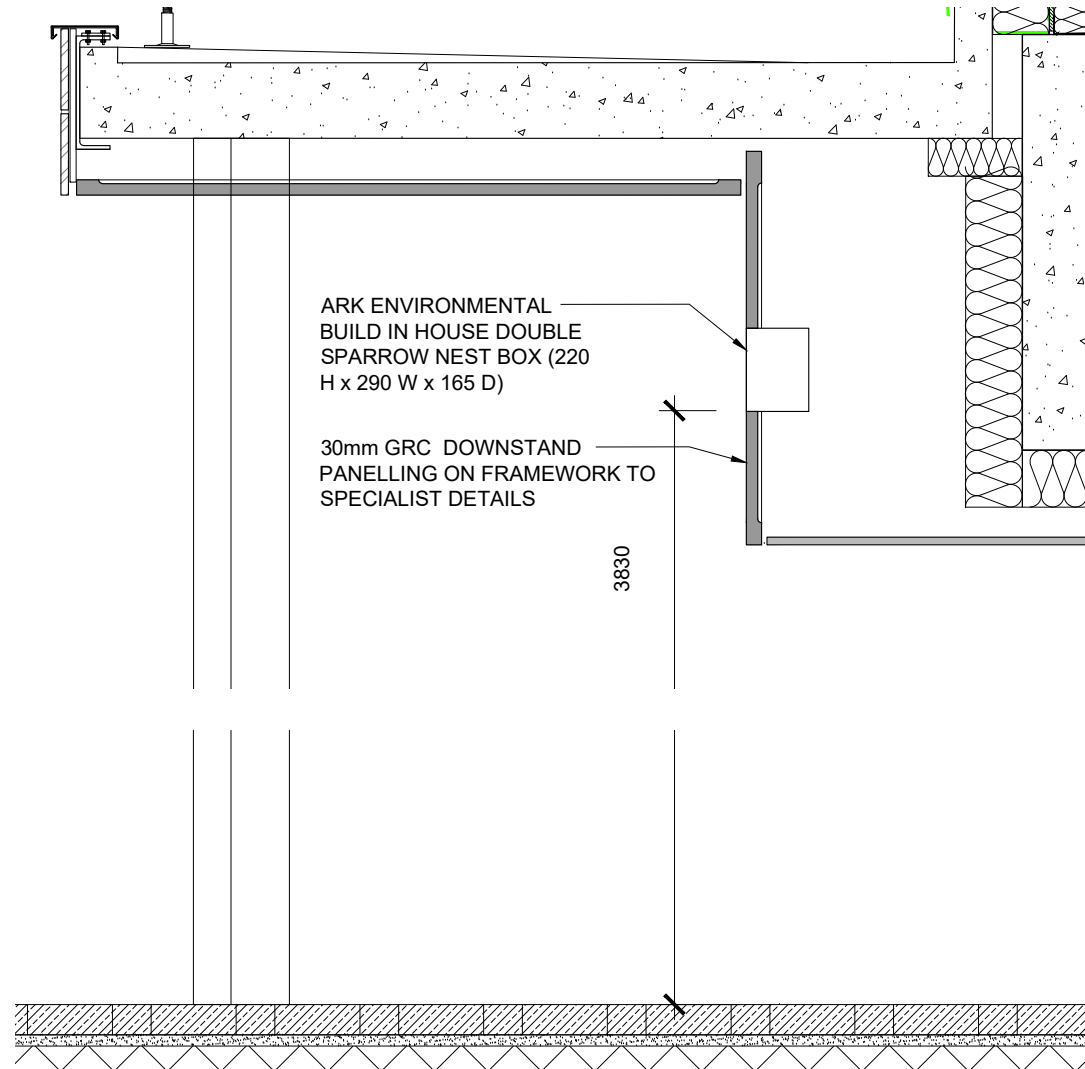 ARK ENVIRONMENTAL
BUILD IN HOUSE DOUBLE
SPARROW NEST BOX (220
H x 290 W x 165 D)
30mm GRC DOWNSTAND
PANELLING ON FRAMEWORK TO
SPECIALIST DETAILS
3830